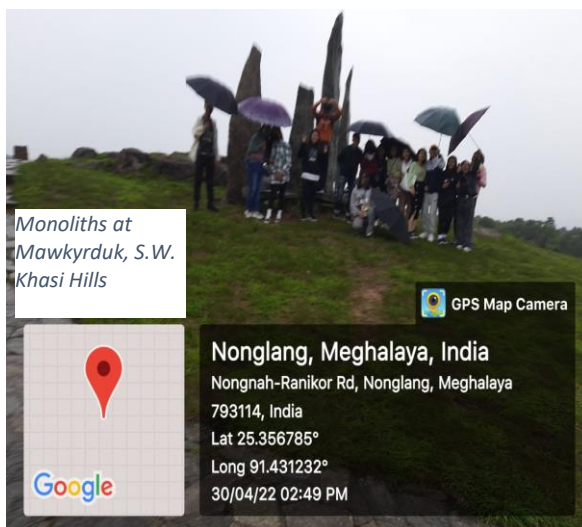 Monoliths at
Mawkyrduk, S.W.
Khasi Hills
GPS Map Camera
Nonglang, Meghalaya, India
Nongnah-Ranikor Rd, Nonglang, Meghalaya
793114, India
Lat 25.356785°
Long 91.431232°
30/04/22 02:49 PM
Google